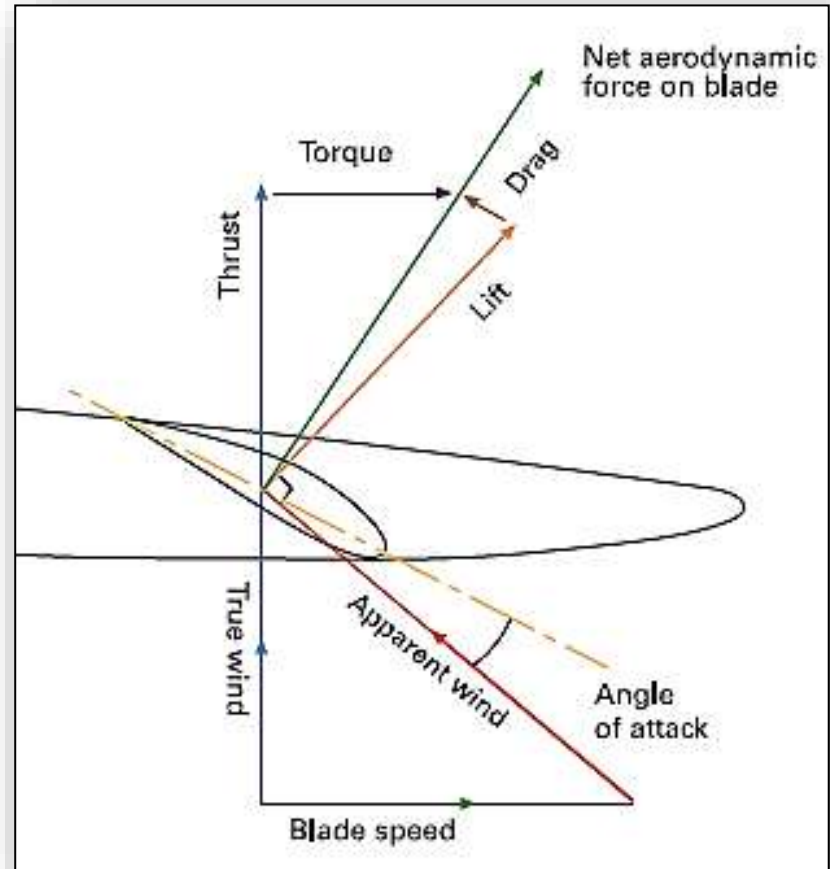 Net aerodynamic
force on blade
Torque
Drag
Thrust
Lift
True wind
Apparent wind
Angle
of attack
Blade speed